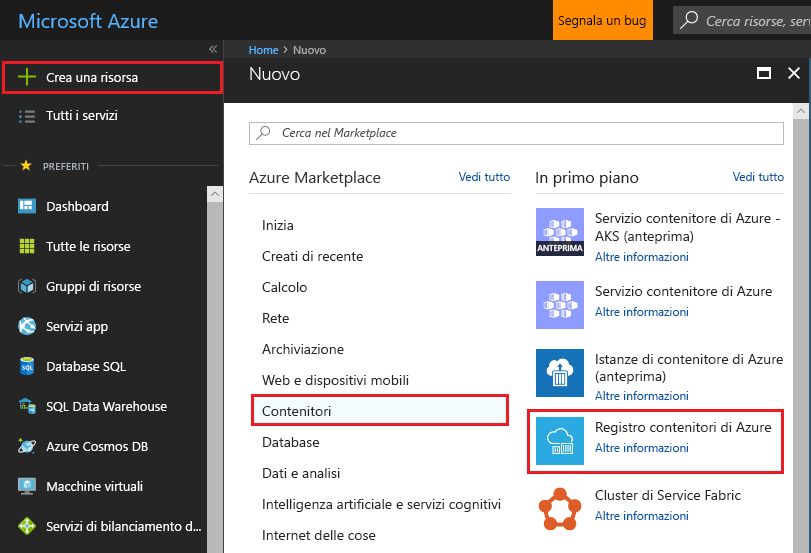 Microsoft Azure
Segnala un bug
Cerca risorse, serv
Crea una risorsa
Tutti i servizi
PREFERITI
Dashboard
Tutte le risorse
Gruppi di risorse
Servizi app
SQL
Database SQL
SQL Data Warehouse
Azure Cosmos DB
Macchine virtuali
Servizi di bilanciamento d...
Home > Nuovo
Nuovo
Cerca nel Marketplace
Azure Marketplace
Vedi tutto
Inizia
Creati di recente
Calcolo
Rete
Archiviazione
Web e dispositivi mobili
Contenitori
Database
Dati e analisi
Intelligenza artificiale e servizi cognitivi
Internet delle cose
In primo piano
Vedi tutto
ANTEPRIMA
Servizio contenitore di Azure -
AKS (anteprima)
Altre informazioni
Servizio contenitore di Azure
Altre informazioni
Istanze di contenitore di Azure
(anteprima)
Altre informazioni
Registro contenitori di Azure
Altre informazioni
Cluster di Service Fabric
Altre informazioni